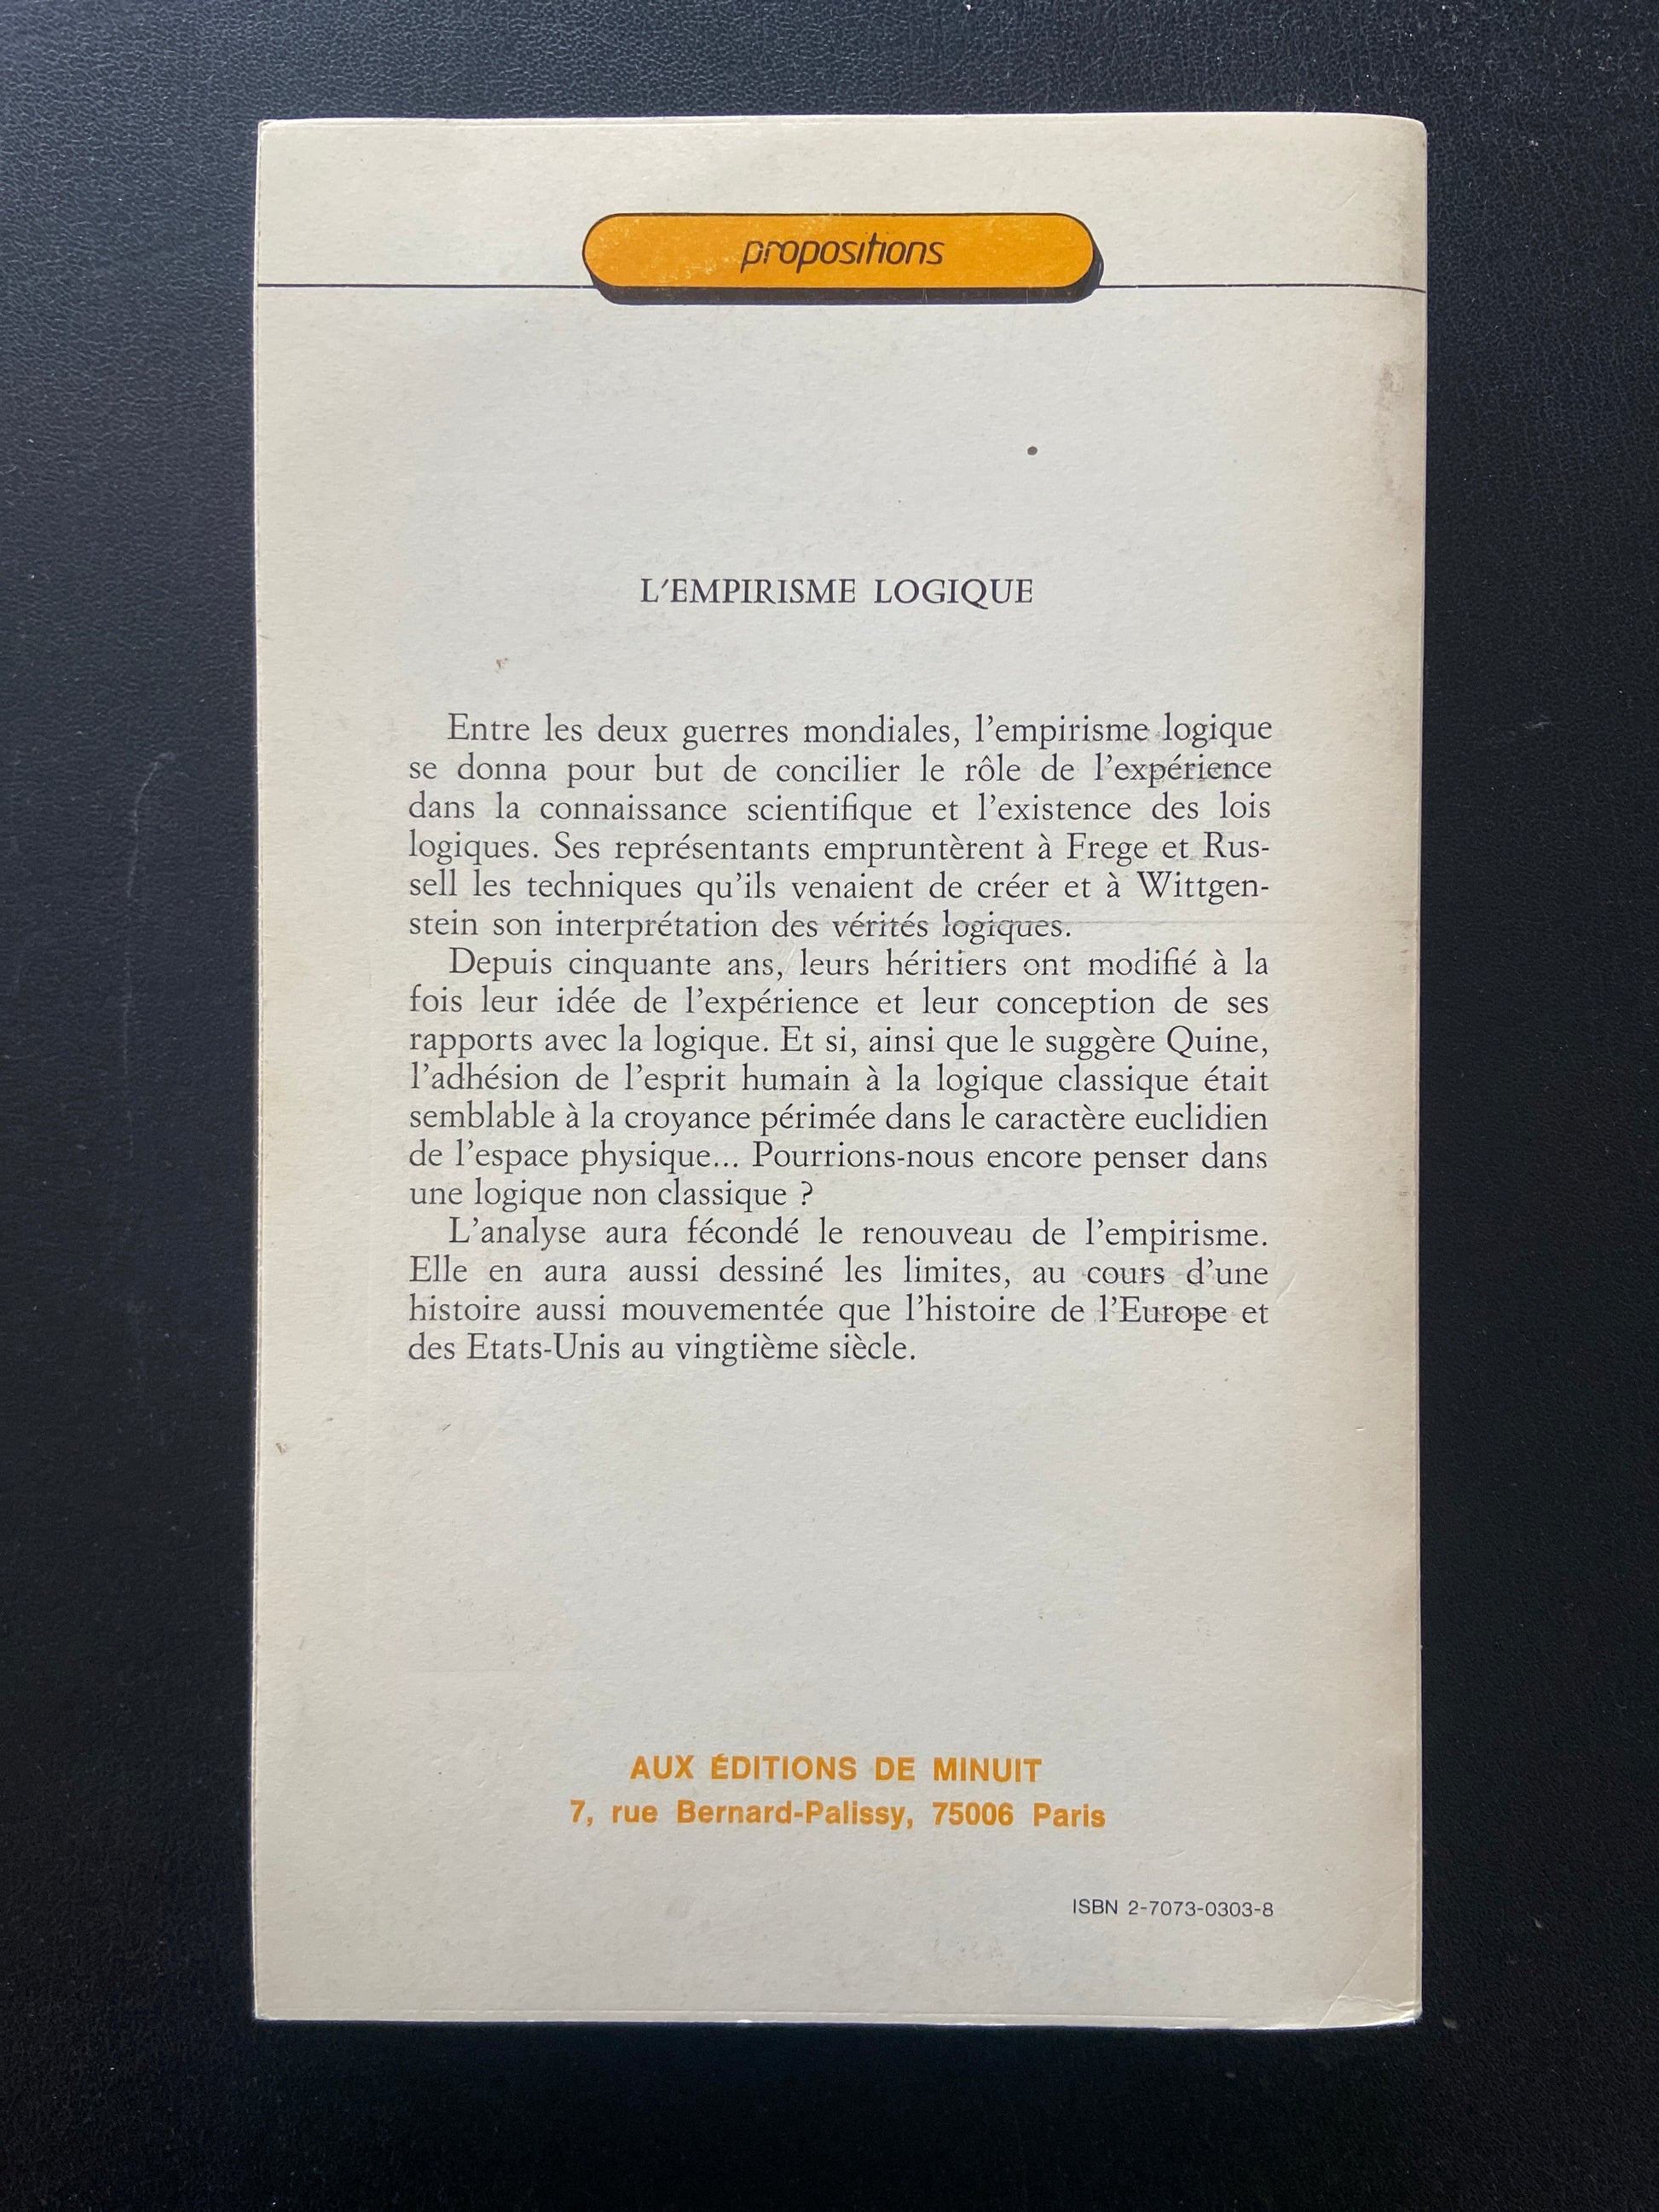 propositions
L'EMPIRISME LOGIQUE
Entre les deux guerres mondiales, l'empirisme logique
se donna pour but de concilier le rôle de l'expérience
dans la connaissance scientifique et l'existence des lois
logiques. Ses représentants empruntèrent à Frege et Rus-
sell les techniques qu'ils venaient de créer et à Wittgen-
stein son interprétation des vérités logiques.
Depuis cinquante ans, leurs héritiers ont modifié à la
fois leur idée de l'expérience et leur conception de ses
rapports avec la logique. Et si, ainsi que le suggère Quine,
l'adhésion de l'esprit humain à la logique classique était
semblable à la croyance périmée dans le caractère euclidien
de l'espace physique... Pourrions-nous encore penser dans
une logique non classique ?
L'analyse aura fécondé le renouveau de l'empirisme.
Elle en aura aussi dessiné les limites, au cours d'une
histoire aussi mouvementée que l'histoire de l'Europe et
des Etats-Unis au vingtième siècle.
AUX ÉDITIONS DE MINUIT
7, rue Bernard-Palissy, 75006 Paris
ISBN 2-7073-0303-8